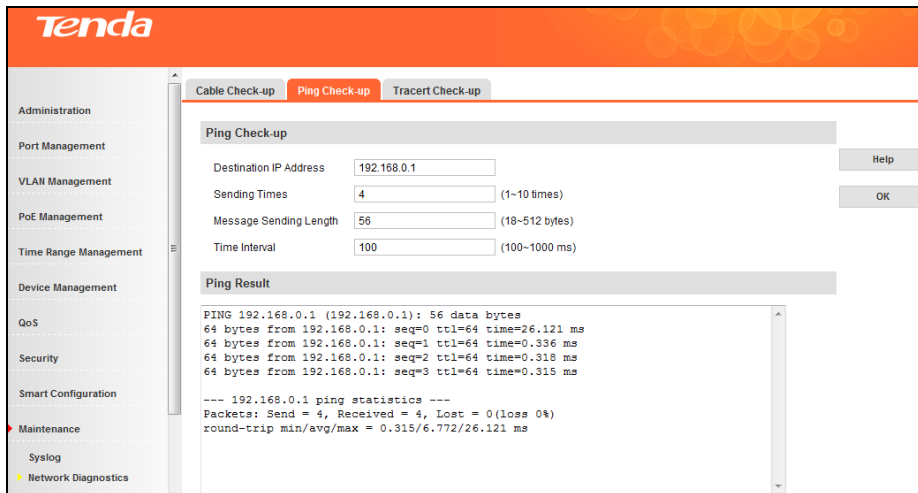 Tenda
Administration
Port Management
VLAN Management
PoE Management
Time Range Management
Device Management
QoS
Security
Smart Configuration
Maintenance
Syslog
Network Diagnostics
Cable Check-up Ping Check-up Tracert Check-up
Ping Check-up
Destination IP Address 192.168.0.1
Sending Times 4 (1~10 times)
Message Sending Length 56 (18~512 bytes)
Time Interval 100 (100~1000 ms)
Ping Result
PING 192.168.0.1 (192.168.0.1): 56 data bytes
64 bytes from 192.168.0.1: seq=0 ttl=64 time=26.121 ms
64 bytes from 192.168.0.1: seq=1 ttl=64 time=0.336 ms
64 bytes from 192.168.0.1: seq=2 ttl=64 time=0.318 ms
64 bytes from 192.168.0.1: seq=3 ttl=64 time=0.315 ms
--- 192.168.0.1 ping statistics ---
Packets: Send = 4, Received = 4, Lost = 0(loss 0%)
round-trip min/avg/max = 0.315/6.772/26.121 ms
Help
OK